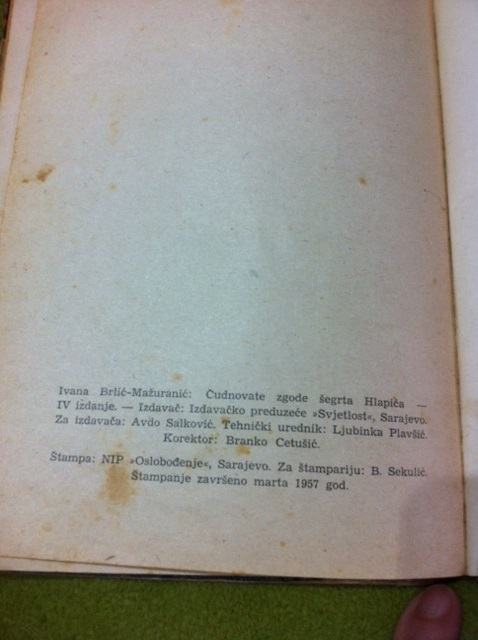 Ivana Brlić-Mažuranić: Čudnovate zgode šegrta Hlapiča —
IV izdanje. — Izdavač: Izdavačko preduzeće »Svjetlost«, Sarajevo.
Za izdavača: Avdo Salković. Tehnički urednik: Ljubinka Plavšić.
Korektor: Branko Cetušić.
Štampa: NIP »Oslobođenje«, Sarajevo. Za štampariju: B. Sekulić.
Štampanje završeno marta 1957 god.